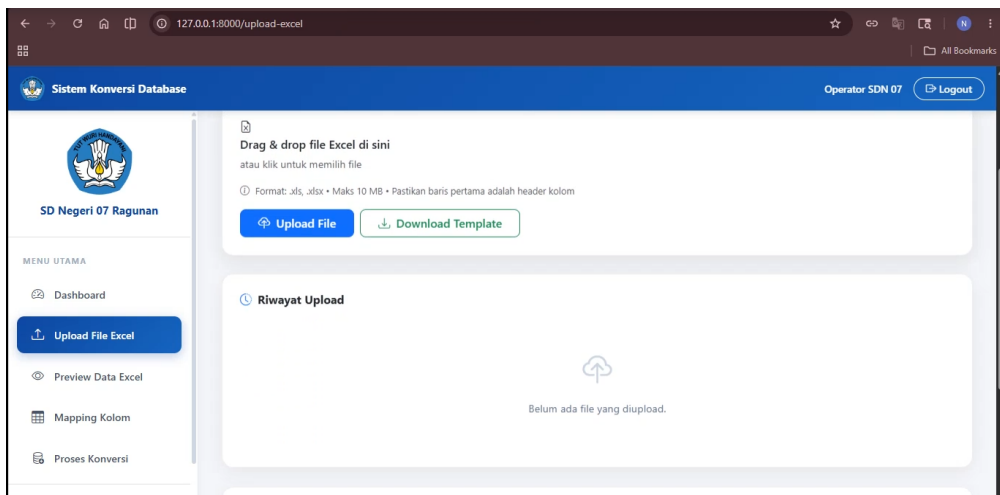 127.0.0.1:8000/upload-excel
N
All Bookmarks
Sistem Konversi Database
Operator SDN 07
Logout
TUT WURI HANDAYANI
SD Negeri 07 Ragunan
MENU UTAMA
Dashboard
Upload File Excel
Preview Data Excel
Mapping Kolom
Proses Konversi
Drag & drop file Excel di sini
atau klik untuk memilih file
Format: .xls, .xlsx • Maks 10 MB • Pastikan baris pertama adalah header kolom
Upload File
Download Template
Riwayat Upload
Belum ada file yang diupload.